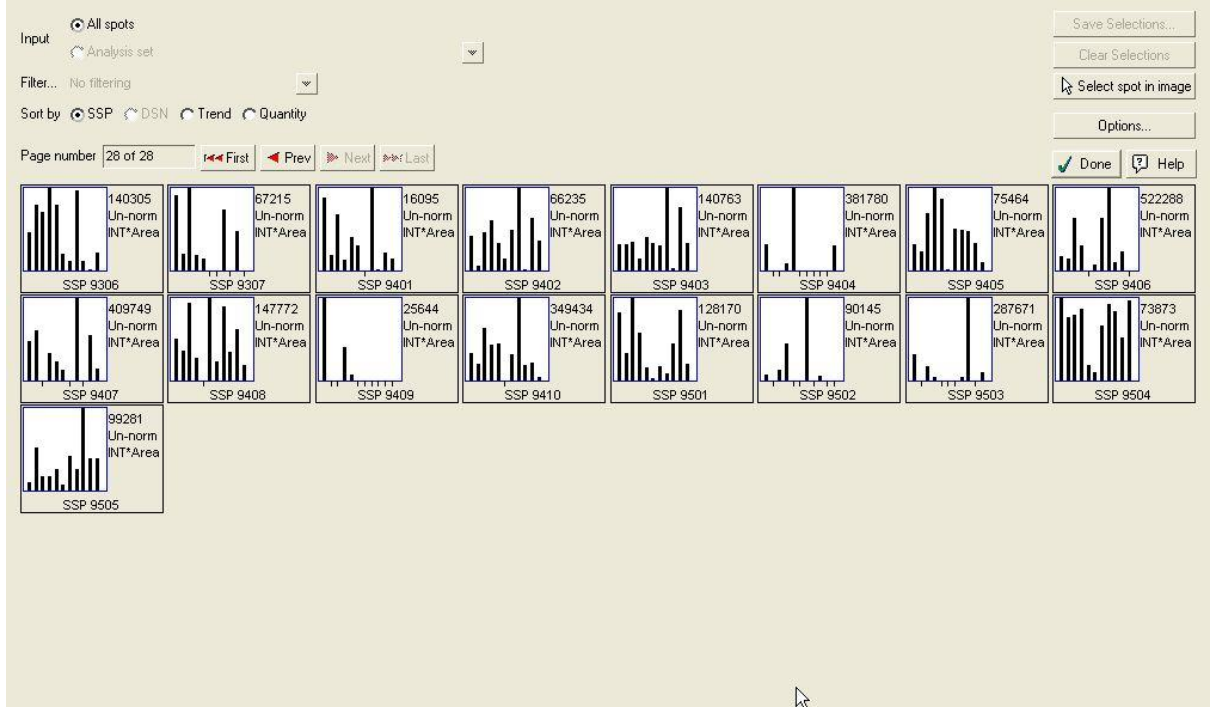 Input All spots Save Selections...
Analysis set Clear Selections
Filter... No filtering Select spot in image
Sort by SSP DSN Trend Quantity Options...
Page number 28 of 28 First Prev Next Last Done Help
140305 67215 16095 66235 140763 381780 75464 522288
Un-norm Un-norm Un-norm Un-norm Un-norm Un-norm Un-norm Un-norm
INT*Area INT*Area INT*Area INT*Area INT*Area INT*Area INT*Area INT*Area
SSP 9306 SSP 9307 SSP 9401 SSP 9402 SSP 9403 SSP 9404 SSP 9405 SSP 9406
409749 147772 25644 349434 128170 90145 287671 73873
Un-norm Un-norm Un-norm Un-norm Un-norm Un-norm Un-norm Un-norm
INT*Area INT*Area INT*Area INT*Area INT*Area INT*Area INT*Area INT*Area
SSP 9407 SSP 9408 SSP 9409 SSP 9410 SSP 9501 SSP 9502 SSP 9503 SSP 9504
99281
Un-norm
INT*Area
SSP 9505